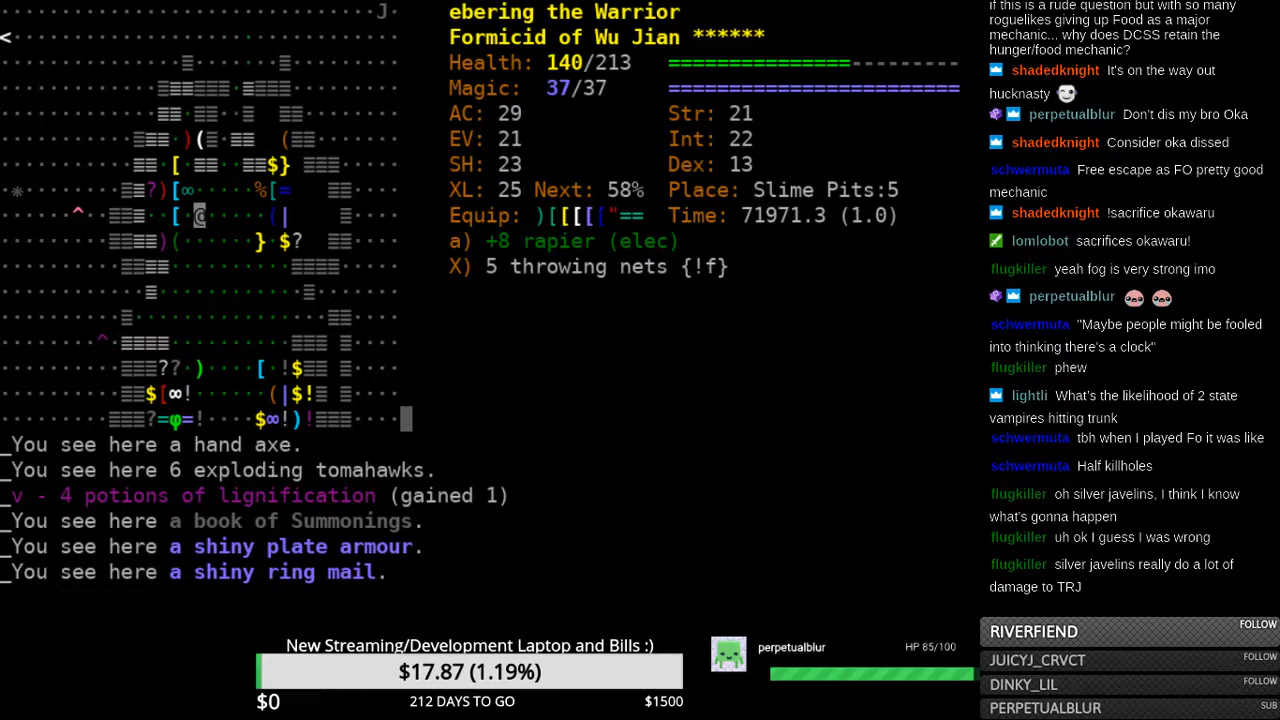 ebering the Warrior
Formicid of Wu Jian ******
Health: 140/213
Magic: 37/37
AC: 29 Str: 21
EV: 21 Int: 22
SH: 23 Dex: 13
XL: 25 Next: 58% Place: Slime Pits:5
Equip: )[[[[("== Time: 71971.3 (1.0)
a) +8 rapier (elec)
X) 5 throwing nets {!f}
_You see here a hand axe.
_You see here 6 exploding tomahawks.
_v - 4 potions of lignification (gained 1)
_You see here a book of Summonings.
_You see here a shiny plate armour.
_You see here a shiny ring mail.
New Streaming/Development Laptop and Bills :)
$17.87 (1.19%)
$0 212 DAYS TO GO $1500
perpetualblur HP 85/100
if this is a rude question but with so many
roguelikes giving up Food as a major
mechanic... why does DCSS retain the
hunger/food mechanic?
shadedknight It's on the way out
hucknasty
perpetualblur Don't dis my bro Oka
shadedknight Consider oka dissed
schwermuta Free escape as FO pretty good
mechanic
shadedknight !sacrifice okawaru
lomlobot sacrifices okawaru!
flugkiller yeah fog is very strong imo
perpetualblur
schwermuta "Maybe people might be fooled
into thinking there's a clock"
flugkiller phew
lightli What's the likelihood of 2 state
vampires hitting trunk
schwermuta tbh when I played Fo it was like
schwermuta Half killholes
flugkiller oh silver javelins, I think I know
what's gonna happen
flugkiller uh ok I guess I was wrong
flugkiller silver javelins really do a lot of
damage to TRJ
RIVERFIEND FOLLOW
JUICYJ_CRVCT FOLLOW
DINKY_LIL FOLLOW
PERPETUALBLUR SUB